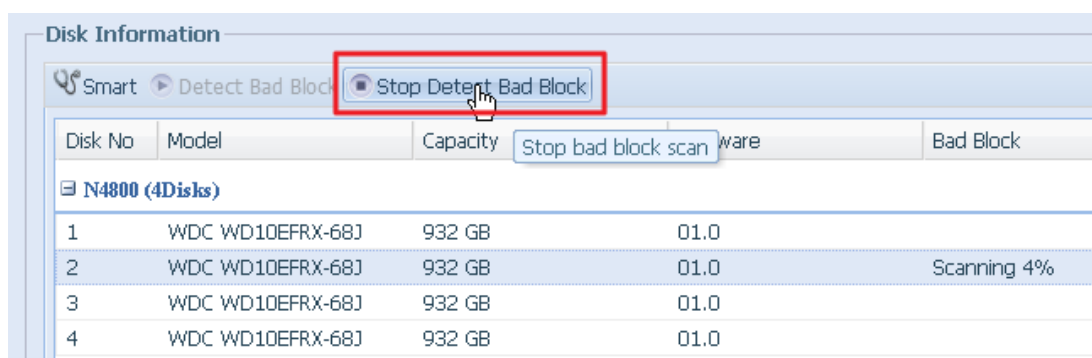 Disk Information
Smart Detect Bad Block Stop Detect Bad Block
Disk No Model Capacity ware Bad Block
Stop bad block scan
N4800 (4Disks)
1 WDC WD10EFRX-68J 932 GB 01.0
2 WDC WD10EFRX-68J 932 GB 01.0 Scanning 4%
3 WDC WD10EFRX-68J 932 GB 01.0
4 WDC WD10EFRX-68J 932 GB 01.0